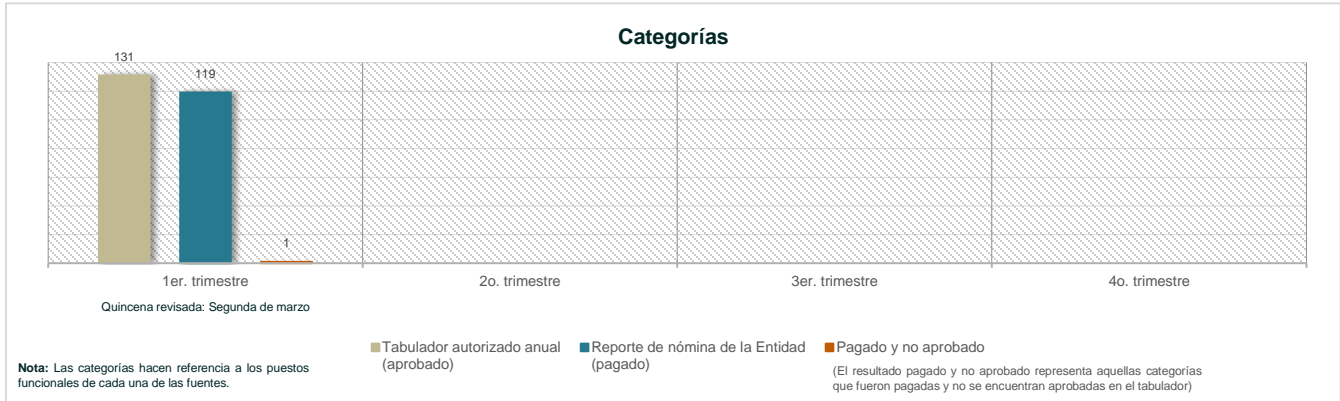 Categorías
131
119
1
1er. trimestre
2o. trimestre
3er. trimestre
4o. trimestre
Quincena revisada: Segunda de marzo
Tabulador autorizado anual
(aprobado)
Reporte de nómina de la Entidad
(pagado)
Pagado y no aprobado
(El resultado pagado y no aprobado representa aquellas categorías
que fueron pagadas y no se encuentran aprobadas en el tabulador)
Nota: Las categorías hacen referencia a los puestos
funcionales de cada una de las fuentes.